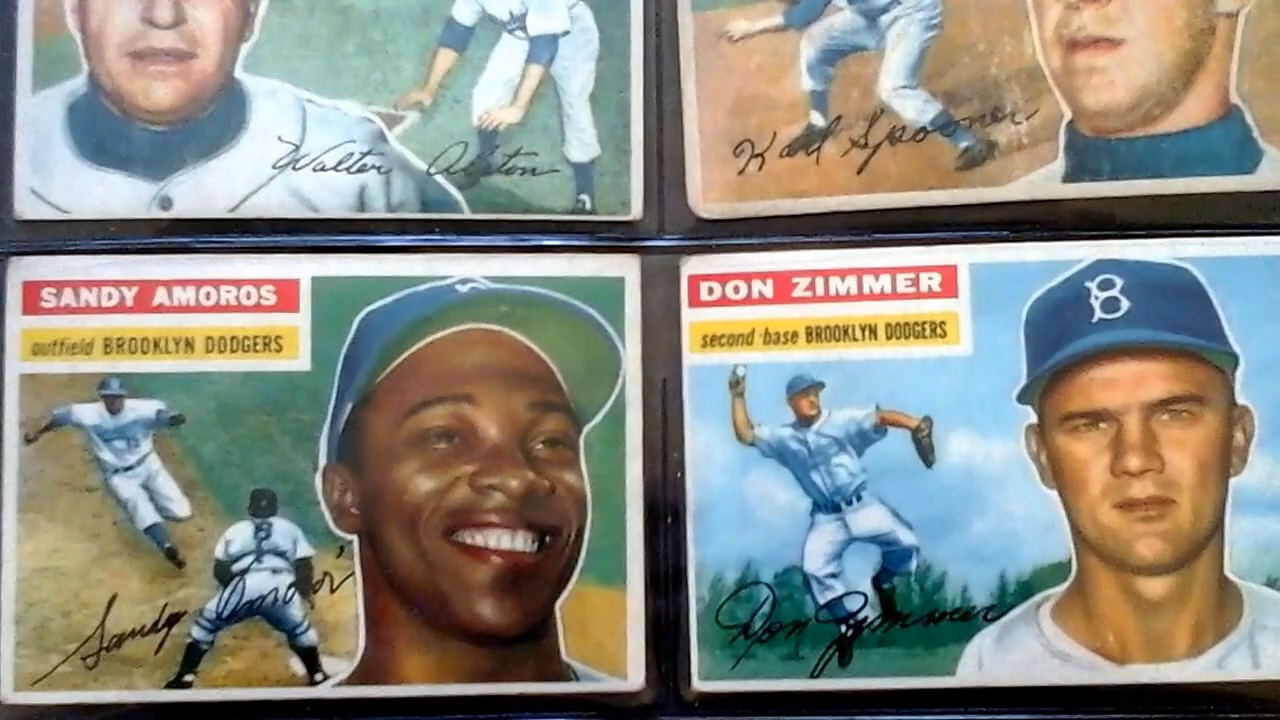 Walter Alston
Karl Spooner
SANDY AMOROS
outfield BROOKLYN DODGERS
Sandy Amoros
DON ZIMMER
second base BROOKLYN DODGERS
B
Don Zimmer